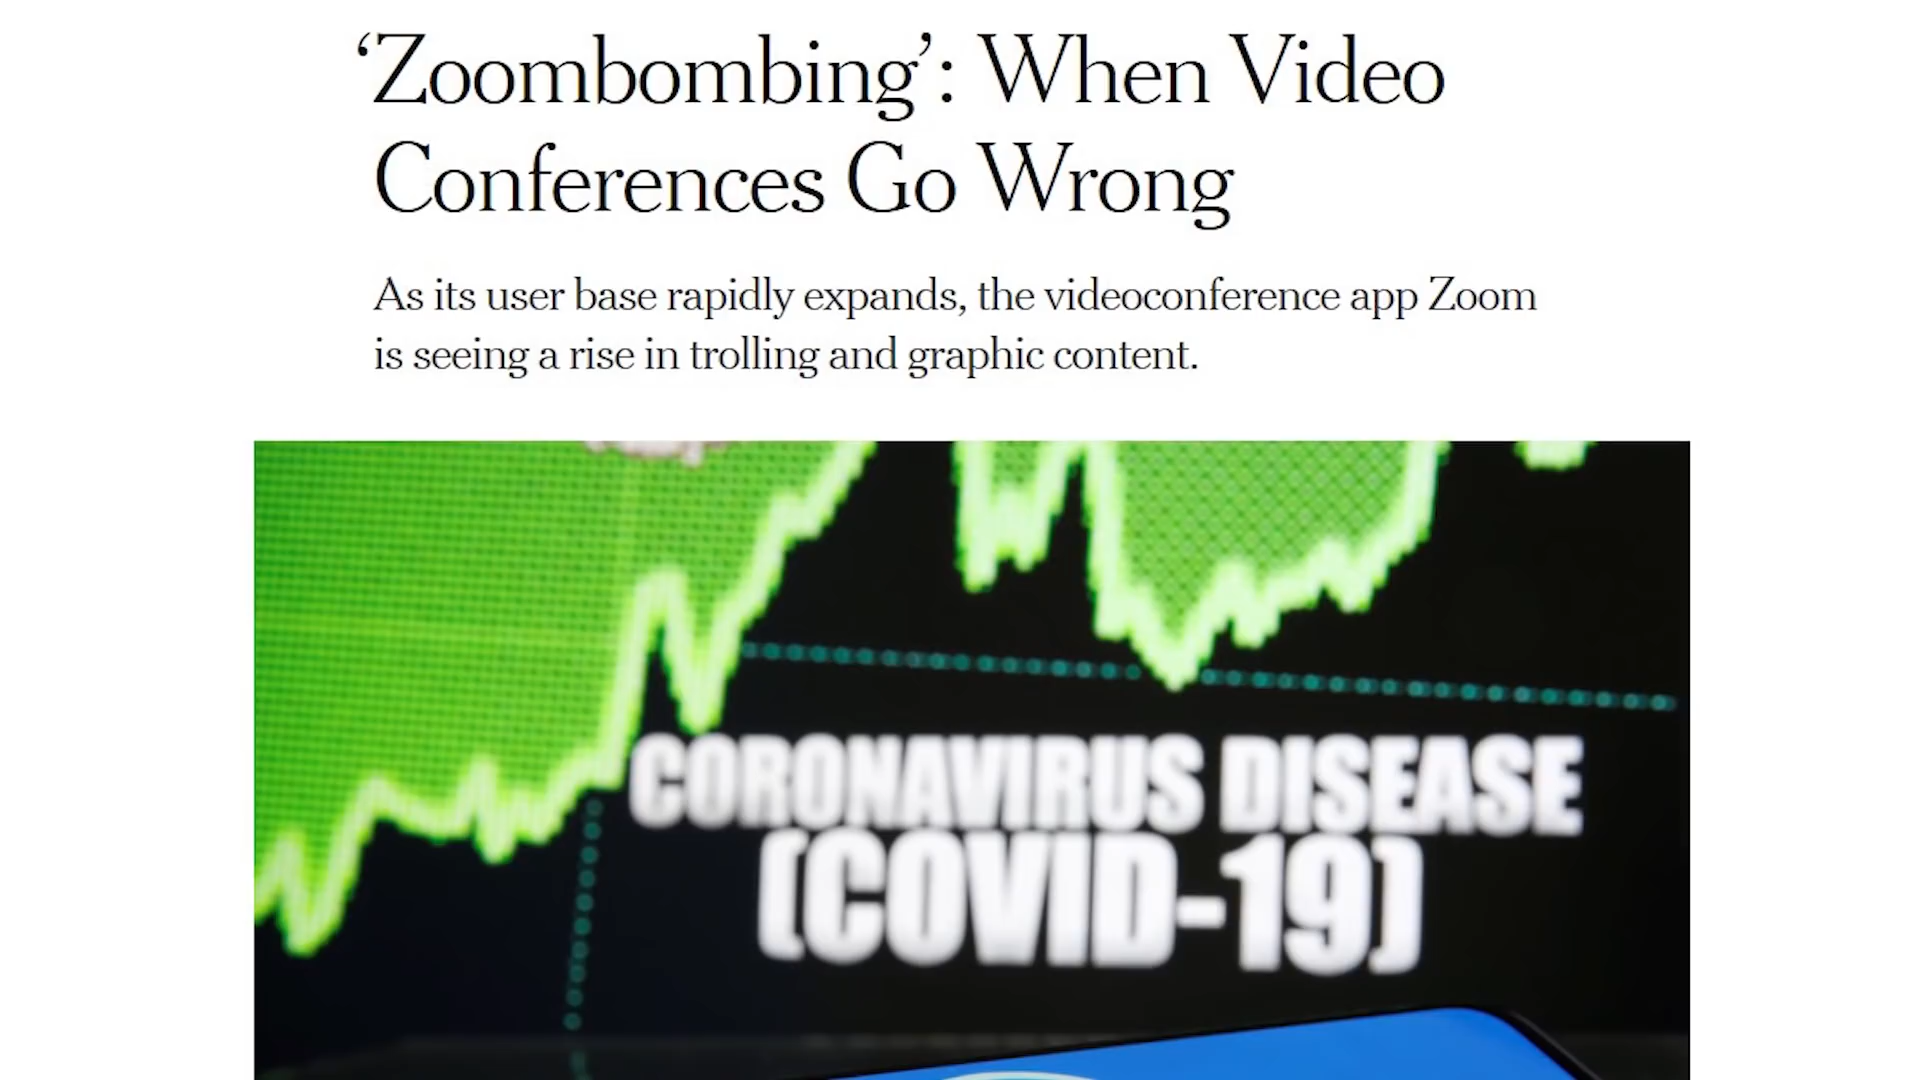 ‘Zoombombing’: When Video
Conferences Go Wrong
As its user base rapidly expands, the videoconference app Zoom
is seeing a rise in trolling and graphic content.
CORONAVIRUS DISEASE
(COVID-19)